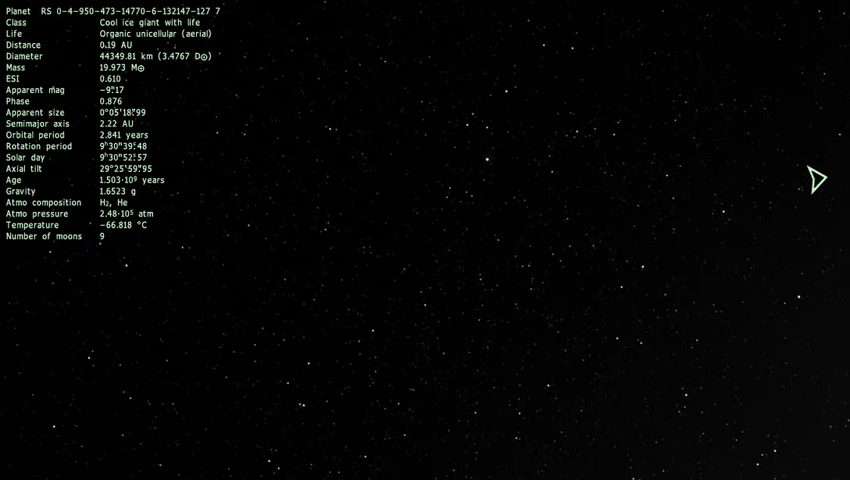 Planet RS 0-4-950-473-14770-6-132147-127 7
Class Cool ice giant with life
Life Organic unicellular (aerial)
Distance 0.19 AU
Diameter 44349.81 km (3.4767 D⊙)
Mass 19.973 M⊙
ESI 0.610
Apparent mag -9.17
Phase 0.876
Apparent size 0°05'18"99
Semimajor axis 2.22 AU
Orbital period 2.841 years
Rotation period 9ʰ30ᵐ39ˢ.48
Solar day 9ʰ30ᵐ52ˢ.57
Axial tilt 29°25'59"95
Age 1.503·10⁹ years
Gravity 1.6523 g
Atmo composition H₂, He
Atmo pressure 2.48·10⁵ atm
Temperature -66.818 °C
Number of moons 9